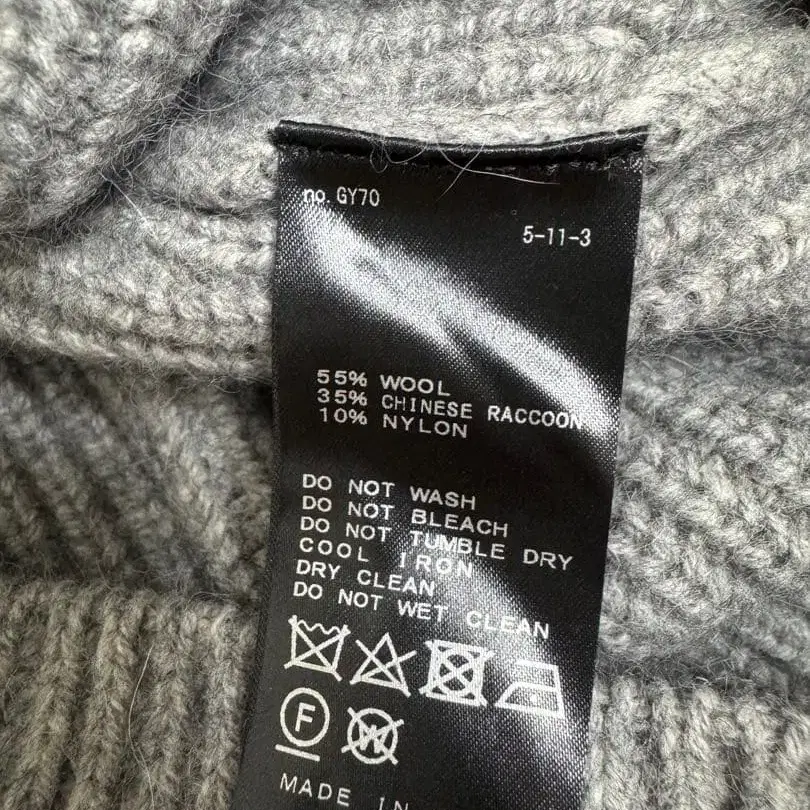 no. GY70
5-11-3
55% WOOL
35% CHINESE RACCOON
10% NYLON
DO NOT WASH
DO NOT BLEACH
DO NOT TUMBLE DRY
COOL IRON
DRY CLEAN
DO NOT WET CLEAN
F W
MADE IN